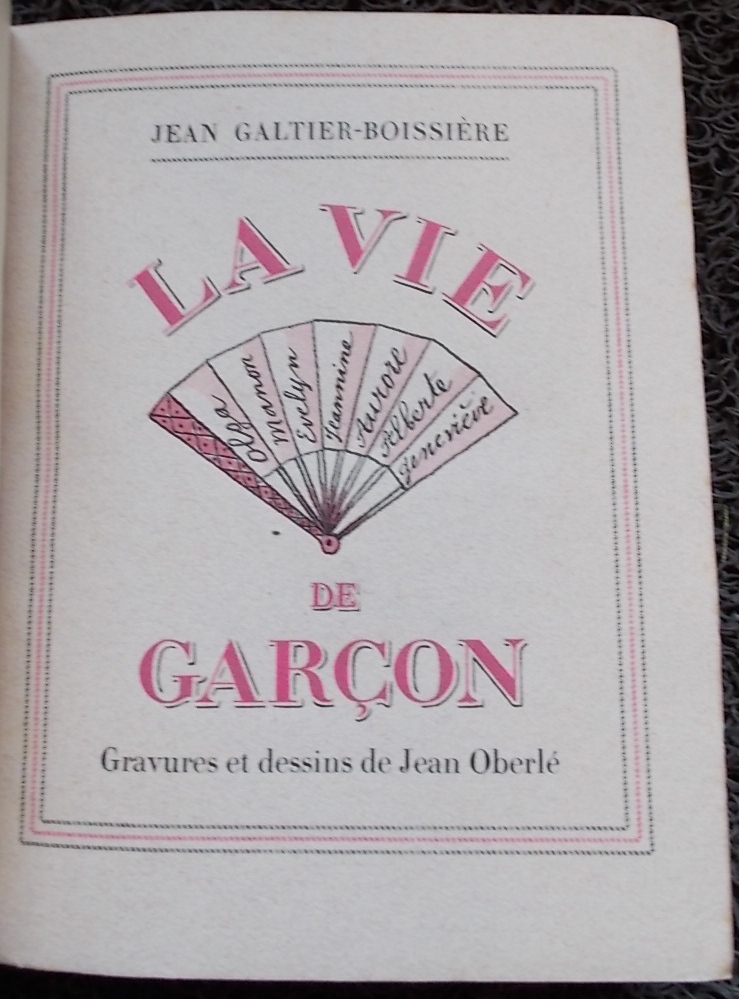 JEAN GALTIER-BOISSIÈRE
LA VIE
Olga
Manon
Evelyn
Jeannine
Aurore
Alberte
Geneviève
DE
GARÇON
Gravures et dessins de Jean Oberlé